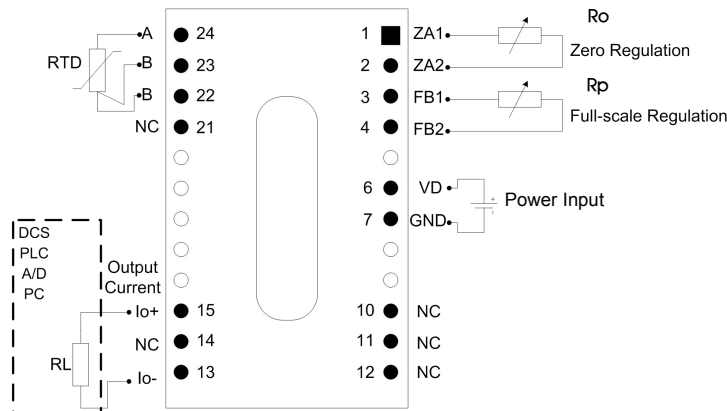 Ro
A 24 1 ZA1
Zero Regulation
RTD B 23 2 ZA2
Rp
B 22 3 FB1
Full-scale Regulation
NC 21 4 FB2
6 VD + Power Input
7 GND
DCS
PLC
A/D
PC
Output
Current
Io+ 15 10 NC
NC 14 11 NC
RL
Io- 13 12 NC